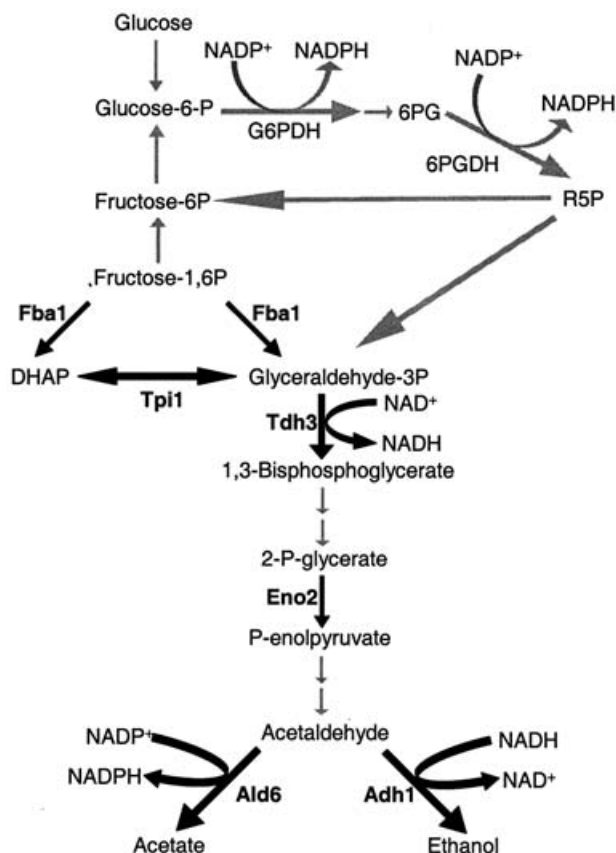 Glucose
NADP+ NADPH
NADP+
Glucose-6-P
6PG
NADPH
G6PDH
6PGDH
Fructose-6P
R5P
Fructose-1,6P
Fba1 Fba1
DHAP
Glyceraldehyde-3P
Tpi1
NAD+
Tdh3
NADH
1,3-Bisphosphoglycerate
2-P-glycerate
Eno2
P-enolpyruvate
NADP+
Acetaldehyde
NADH
NADPH
NAD+
Ald6
Adh1
Acetate
Ethanol